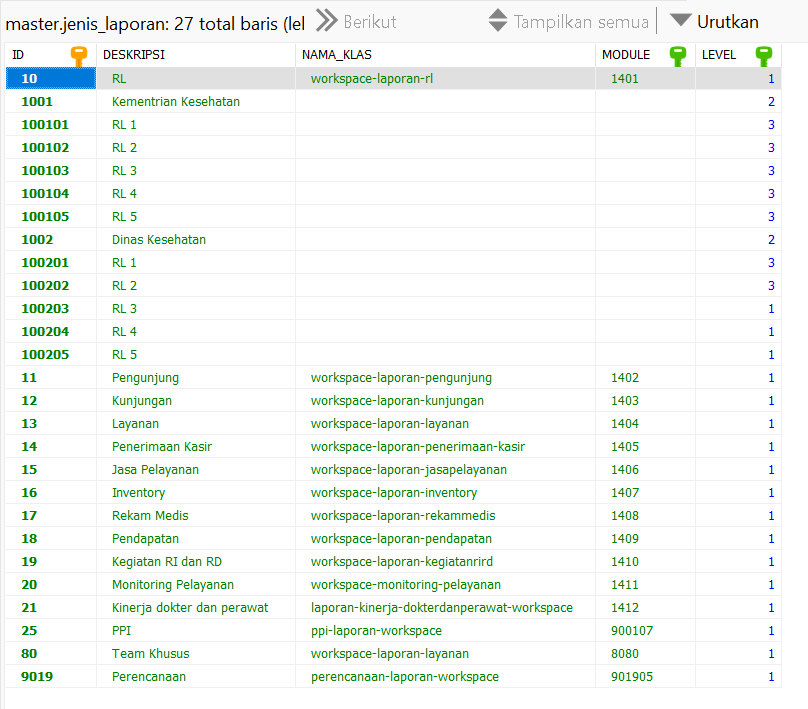 master.jenis_laporan: 27 total baris (lel Berikut Tampilkan semua Urutkan
ID DESKRIPSI NAMA_KLAS MODULE LEVEL
10 RL workspace-laporan-rl 1401 1
1001 Kementrian Kesehatan 2
100101 RL 1 3
100102 RL 2 3
100103 RL 3 3
100104 RL 4 3
100105 RL 5 3
1002 Dinas Kesehatan 2
100201 RL 1 3
100202 RL 2 3
100203 RL 3 1
100204 RL 4 1
100205 RL 5 1
11 Pengunjung workspace-laporan-pengunjung 1402 1
12 Kunjungan workspace-laporan-kunjungan 1403 1
13 Layanan workspace-laporan-layanan 1404 1
14 Penerimaan Kasir workspace-laporan-penerimaan-kasir 1405 1
15 Jasa Pelayanan workspace-laporan-jasapelayanan 1406 1
16 Inventory workspace-laporan-inventory 1407 1
17 Rekam Medis workspace-laporan-rekammedis 1408 1
18 Pendapatan workspace-laporan-pendapatan 1409 1
19 Kegiatan RI dan RD workspace-laporan-kegiatanrird 1410 1
20 Monitoring Pelayanan workspace-monitoring-pelayanan 1411 1
21 Kinerja dokter dan perawat laporan-kinerja-dokterdanperawat-workspace 1412 1
25 PPI ppi-laporan-workspace 900107 1
80 Team Khusus workspace-laporan-layanan 8080 1
9019 Perencanaan perencanaan-laporan-workspace 901905 1